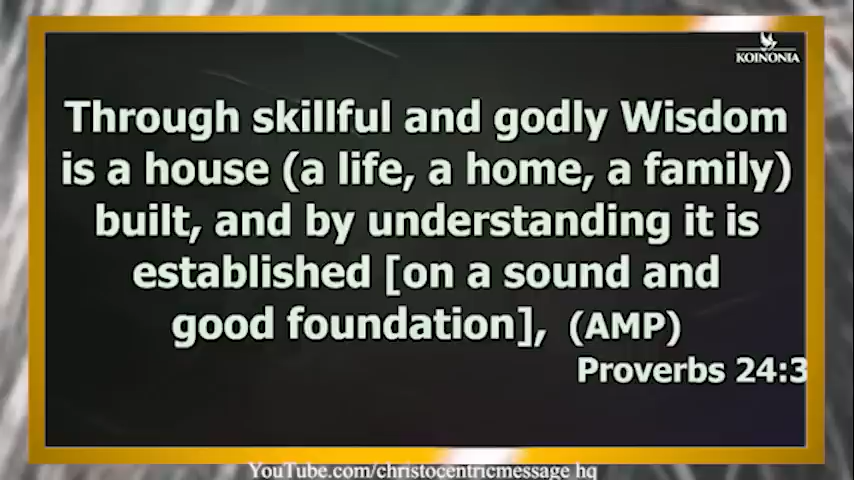 KOINONIA
Through skillful and godly Wisdom
is a house (a life, a home, a family)
built, and by understanding it is
established [on a sound and
good foundation], (AMP)
Proverbs 24:3
YouTube.com/christocentricmessage hq